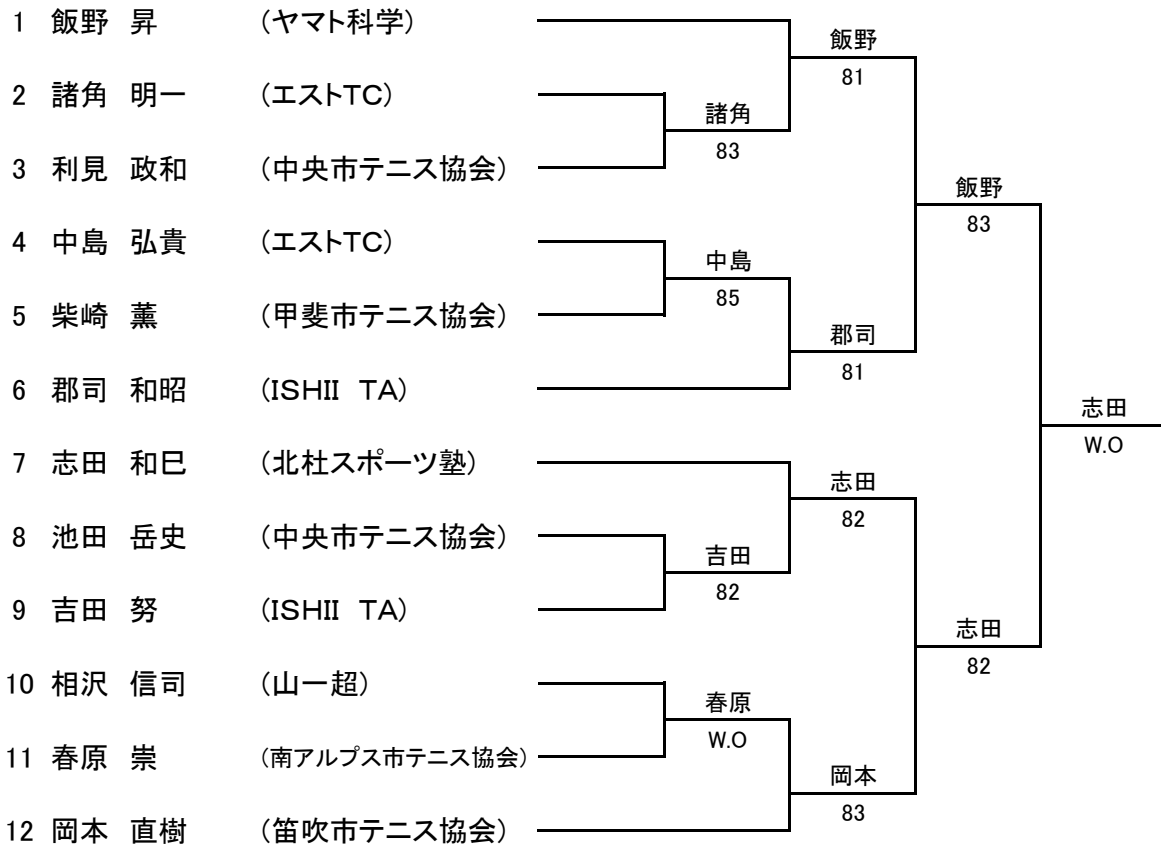 1 飯野 昇 (ヤマト科学)
飯野
81
2 諸角 明一 (エストTC)
諸角
83
3 利見 政和 (中央市テニス協会)
飯野
83
4 中島 弘貴 (エストTC)
中島
85
5 柴崎 薫 (甲斐市テニス協会)
郡司
81
6 郡司 和昭 (ISHII TA)
志田
W.O
7 志田 和巳 (北杜スポーツ塾)
志田
82
8 池田 岳史 (中央市テニス協会)
吉田
82
9 吉田 努 (ISHII TA)
志田
82
10 相沢 信司 (山一超)
春原
W.O
11 春原 崇 (南アルプス市テニス協会)
岡本
83
12 岡本 直樹 (笛吹市テニス協会)